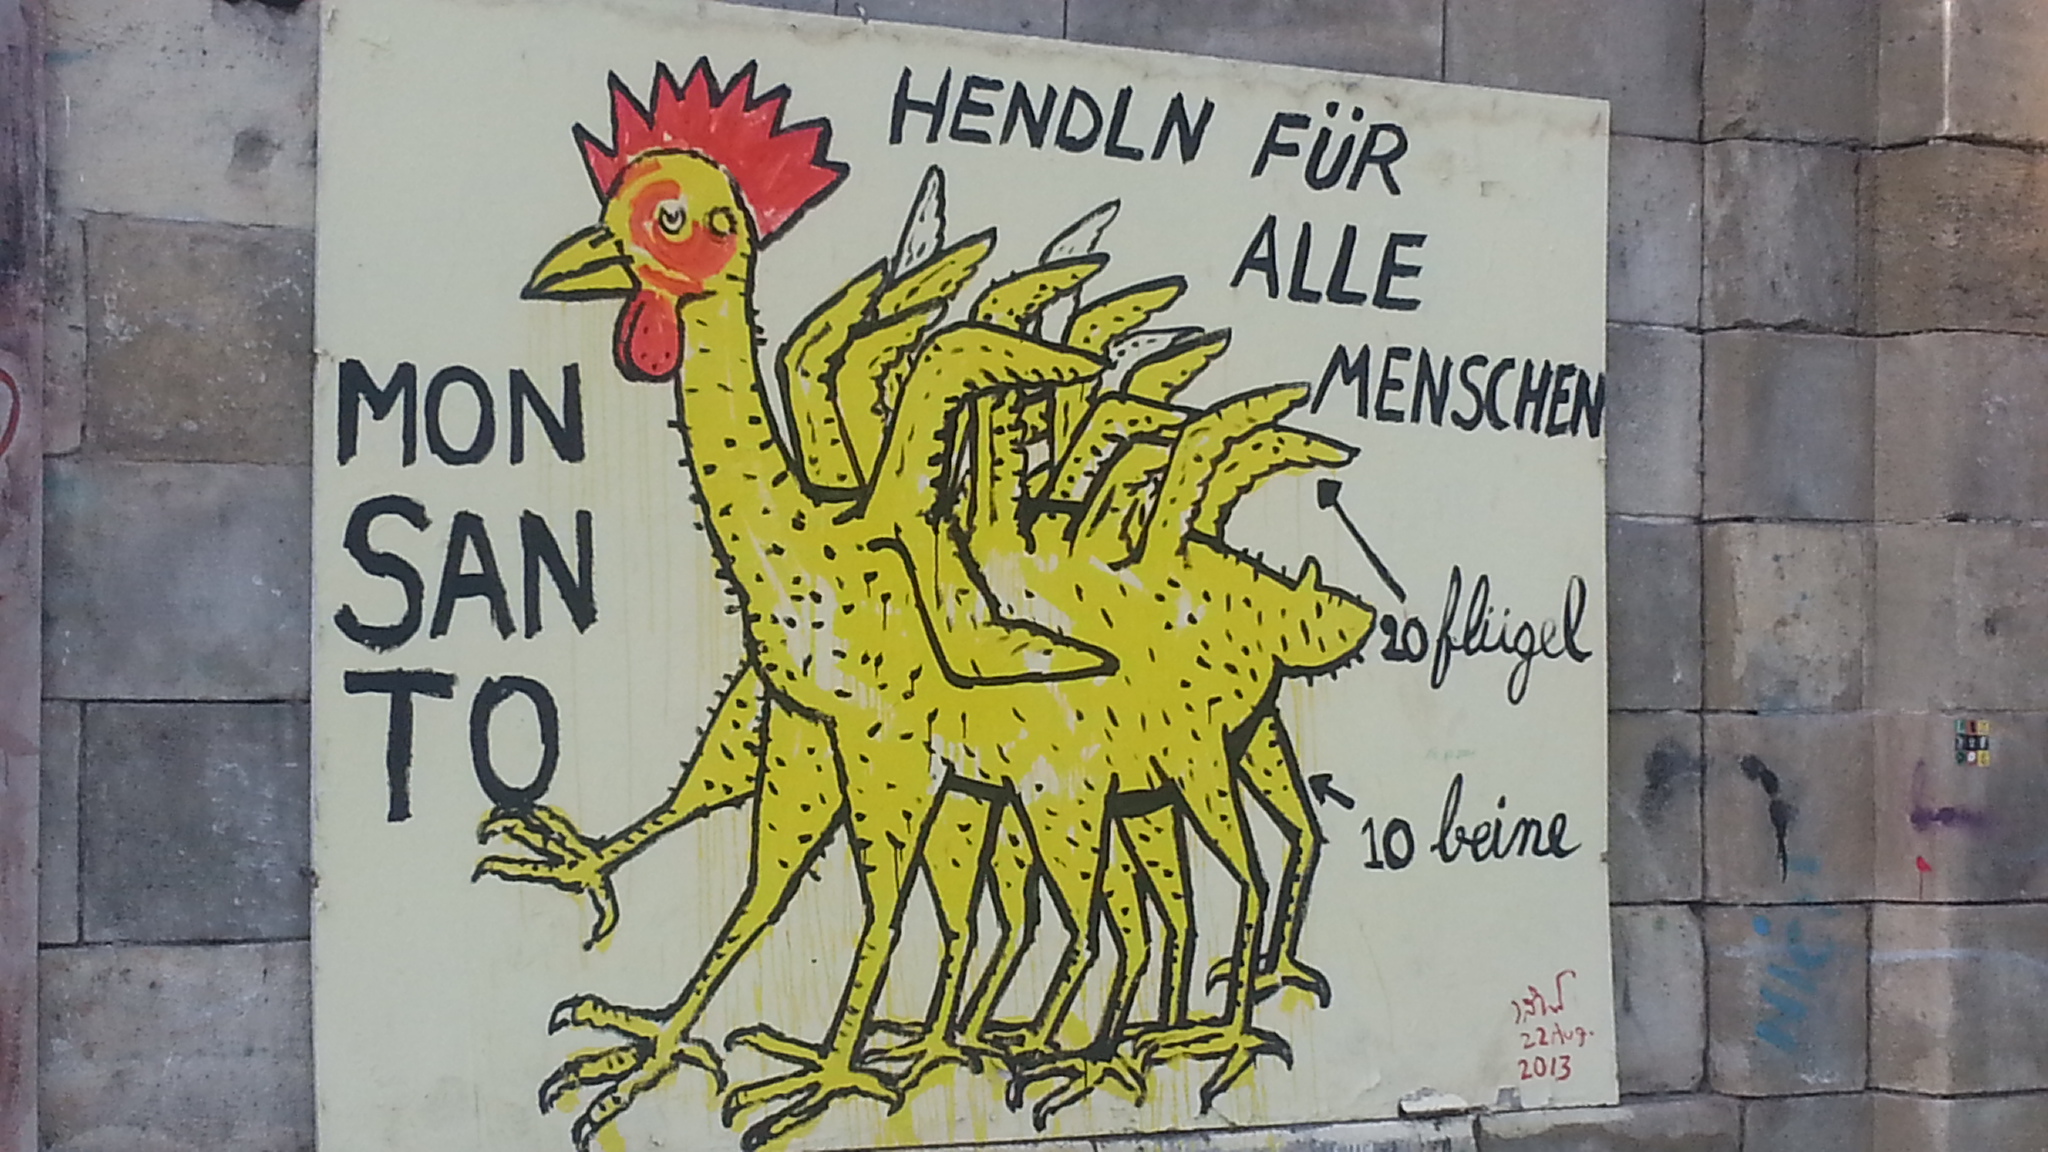 HENDLN FÜR
ALLE
MENSCHEN
MON
SAN
TO
20 flügel
10 beine
22 Aug.
2013